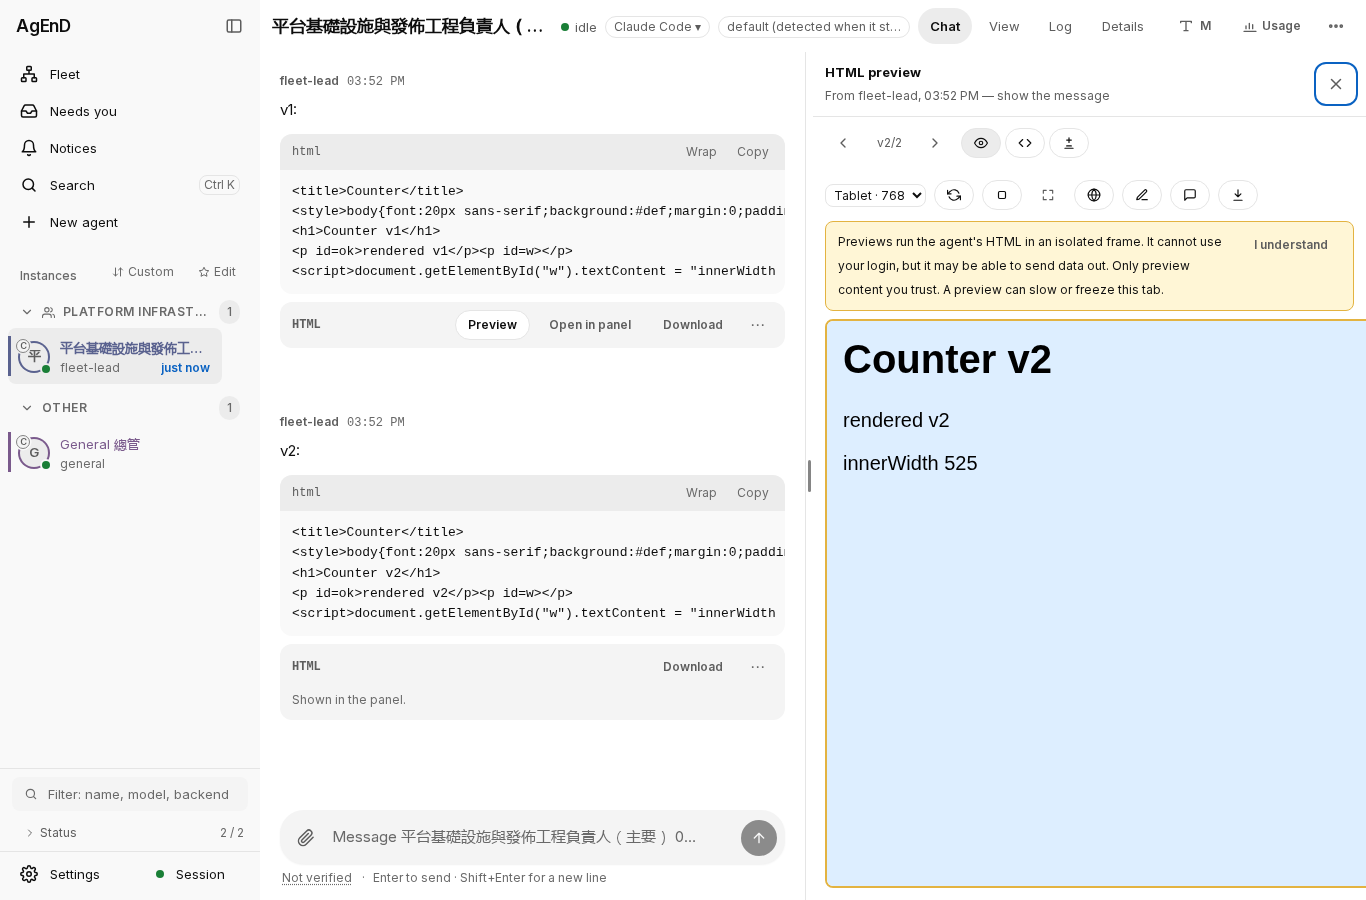 AgEnD
Fleet
Needs you
Notices
Search
Ctrl K
New agent
Instances
Custom
Edit
PLATFORM INFRAST...
1
C
平
平台基礎設施與發佈工...
fleet-lead
just now
OTHER
1
C
G
General 總管
general
Filter: name, model, backend
Status
2 / 2
Settings
Session
平台基礎設施與發佈工程負責人（...
idle
Claude Code ▾
default (detected when it st...
Chat
View
Log
Details
M
Usage
fleet-lead 03:52 PM
v1:
html
Wrap
Copy
<title>Counter</title>
<style>body{font:20px sans-serif;background:#def;margin:0;paddin
<h1>Counter v1</h1>
<p id=ok>rendered v1</p><p id=w></p>
<script>document.getElementById("w").textContent = "innerWidth
HTML
Preview
Open in panel
Download
...
fleet-lead 03:52 PM
v2:
html
Wrap
Copy
<title>Counter</title>
<style>body{font:20px sans-serif;background:#def;margin:0;paddin
<h1>Counter v2</h1>
<p id=ok>rendered v2</p><p id=w></p>
<script>document.getElementById("w").textContent = "innerWidth
HTML
Download
...
Shown in the panel.
Message 平台基礎設施與發佈工程負責人（主要） 0...
Not verified · Enter to send · Shift+Enter for a new line
HTML preview
From fleet-lead, 03:52 PM — show the message
v2/2
Tablet · 768
Previews run the agent's HTML in an isolated frame. It cannot use
your login, but it may be able to send data out. Only preview
content you trust. A preview can slow or freeze this tab.
I understand
Counter v2
rendered v2
innerWidth 525